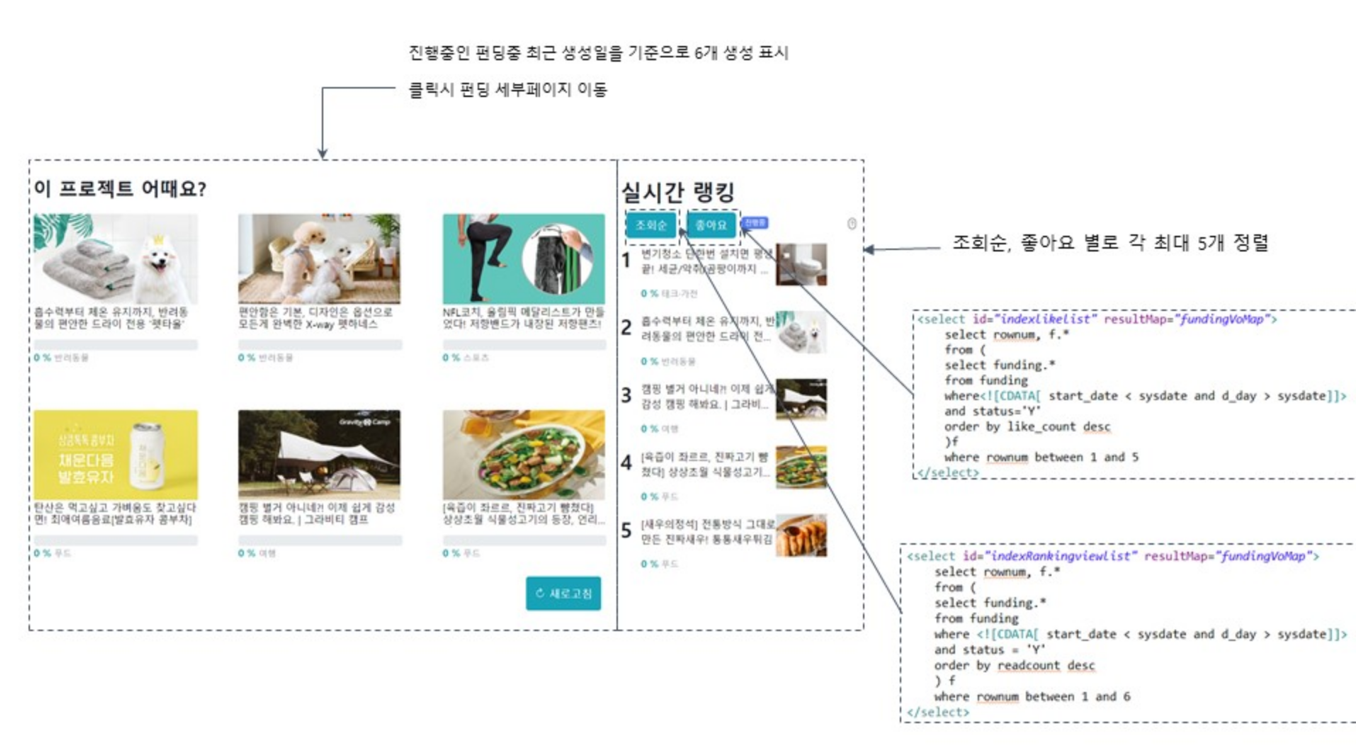 진행중인 펀딩중 최근 생성일을 기준으로 6개 생성 표시
클릭시 펀딩 세부페이지 이동
이 프로젝트 어때요?
흡수력부터 체온 유지까지, 반려동
물의 편안한 드라이 전용 '펫타올'
0 % 반려동물
편안함은 기본, 디자인은 옵션으로
모든게 완벽한 X-way 펫하네스
0 % 반려동물
NFL코치, 올림픽 메달리스트가 만들
었다! 저항밴드가 내장된 저항팬츠!
0 % 스포츠
상큼톡톡 콤부차
채문다음
발효유자
탄산은 먹고싶고 가벼움도 찾고싶다
면! 최애여름음료[발효유자 콤부차]
0 % 푸드
Gravity Camp
캠핑 별거 아니네?! 이제 쉽게 감성
캠핑 해봐요. | 그라비티 캠프
0 % 여행
[육즙이 좌르르, 진짜고기 뺨쳤다]
상상초월 식물성고기의 등장, 언리...
0 % 푸드
새로고침
실시간 랭킹
조회순
좋아요
진행중
1
변기청소 단한번 설치면 평생
끝! 세균/악취/곰팡이까지 ...
0 % 테크·가전
2
흡수력부터 체온 유지까지, 반
려동물의 편안한 드라이 전...
0 % 반려동물
3
캠핑 별거 아니네?! 이제 쉽게
감성 캠핑 해봐요. | 그라비...
0 % 여행
4
[육즙이 좌르르, 진짜고기 뺨
쳤다] 상상초월 식물성고기...
0 % 푸드
5
[새우의정석] 전통방식 그대로
만든 진짜새우! 통통새우튀김
0 % 푸드
조회순, 좋아요 별로 각 최대 5개 정렬
<select id="indexlikelist" resultMap="fundingVoMap">
select rownum, f.*
from (
select funding.*
from funding
where<![CDATA[ start_date < sysdate and d_day > sysdate]]>
and status='Y'
order by like_count desc
)f
where rownum between 1 and 5
</select>
<select id="indexRankingviewList" resultMap="fundingVoMap">
select rownum, f.*
from (
select funding.*
from funding
where <![CDATA[ start_date < sysdate and d_day > sysdate]]>
and status = 'Y'
order by readcount desc
) f
where rownum between 1 and 6
</select>